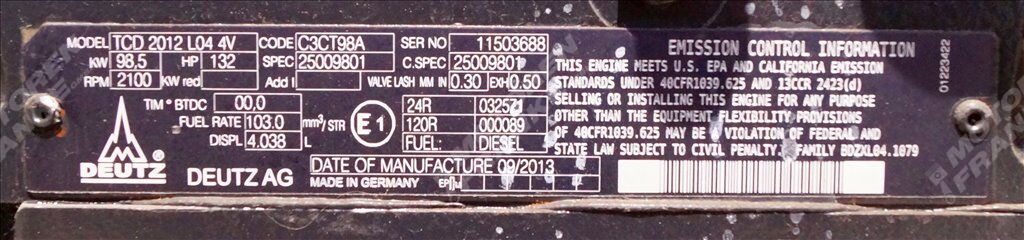 MODEL TCD 2012 L04 4V CODE C3CT98A SER NO 11503688
KW 98,5 HP 132 SPEC 25009801 C.SPEC 25009801
RPM 2100 KW red Add 1 VALVE LASH MM IN 0.30 EXH 0.50
TIM ° BTDC 00,0
FUEL RATE 103.0 mm³/STR
DISPL 4.038 L
E1
24R 032571
120R 000089
FUEL: DIESEL
DEUTZ
DEUTZ AG
DATE OF MANUFACTURE 09/2013
MADE IN GERMANY
EMISSION CONTROL INFORMATION
THIS ENGINE MEETS U.S. EPA AND CALIFORNIA EMISSION
STANDARDS UNDER 40CFR1039.625 AND 13CCR 2423(d)
SELLING OR INSTALLING THIS ENGINE FOR ANY PURPOSE
OTHER THAN THE EQUIPMENT FLEXIBILITY PROVISIONS
OF 40CFR1039.625 MAY BE A VIOLATION OF FEDERAL AND
STATE LAW SUBJECT TO CIVIL PENALTY. FAMILY BDZXL04.1079
01223422